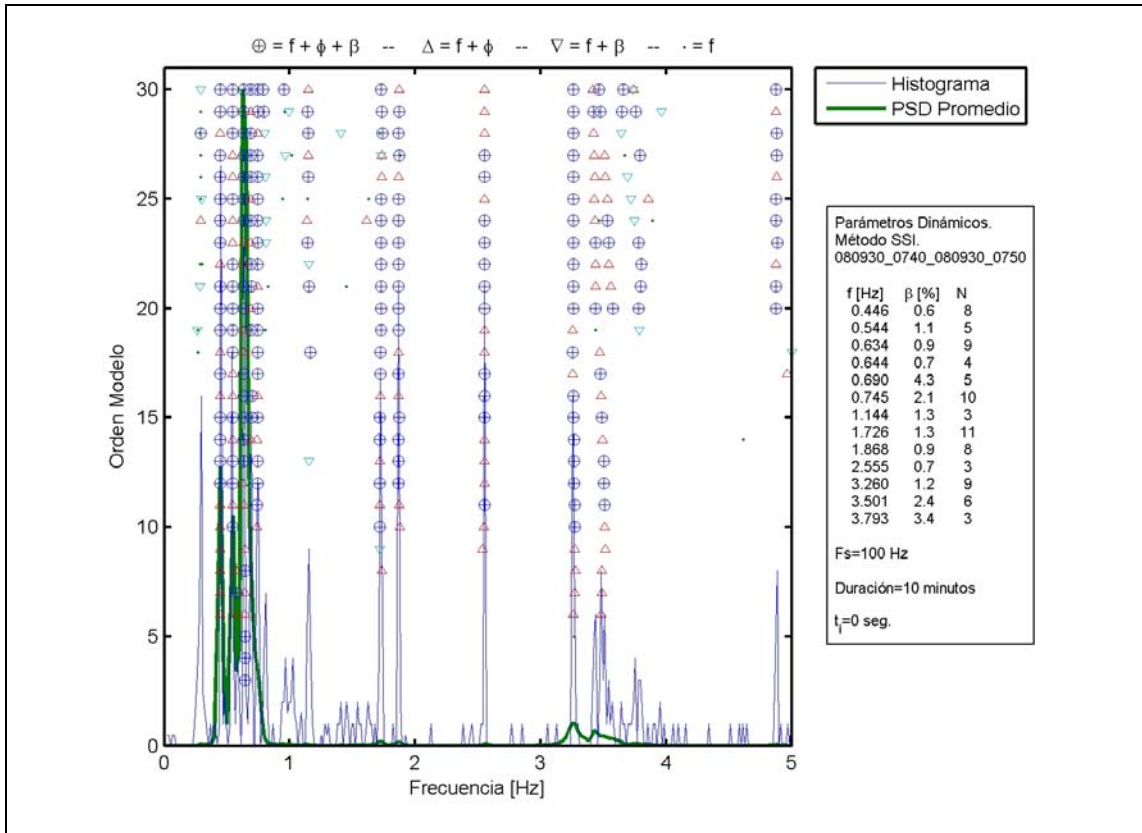 ⊕ = f + ϕ + β -- Δ = f + ϕ -- ∇ = f + β -- · = f
Histograma
PSD Promedio
30
25
20
15
10
5
0
Orden Modelo
0 1 2 3 4 5
Frecuencia [Hz]
Parámetros Dinámicos.
Método SSI.
080930_0740_080930_0750
f [Hz] β [%] N
0.446 0.6 8
0.544 1.1 5
0.634 0.9 9
0.644 0.7 4
0.690 4.3 5
0.745 2.1 10
1.144 1.3 3
1.726 1.3 11
1.868 0.9 8
2.555 0.7 3
3.260 1.2 9
3.501 2.4 6
3.793 3.4 3
Fs=100 Hz
Duración=10 minutos
t_i=0 seg.